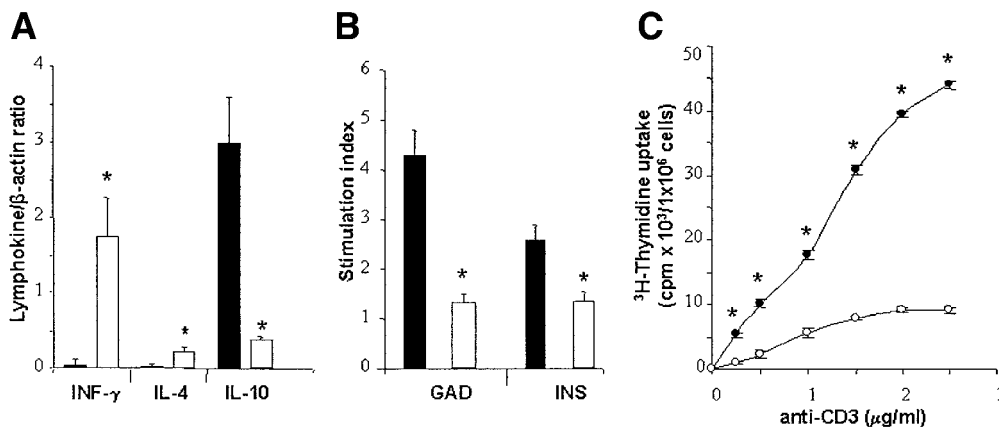 A
Lymphokine/β-actin ratio
4
3
2
1
0
*
*
*
INF-γ IL-4 IL-10
B
Stimulation index
6
5
4
3
2
1
0
*
*
GAD INS
C
³H-Thymidine uptake
(cpm x 10³/1x10⁶ cells)
50
40
30
20
10
0
* * * * * * *
0 1 2 3
anti-CD3 (μg/ml)